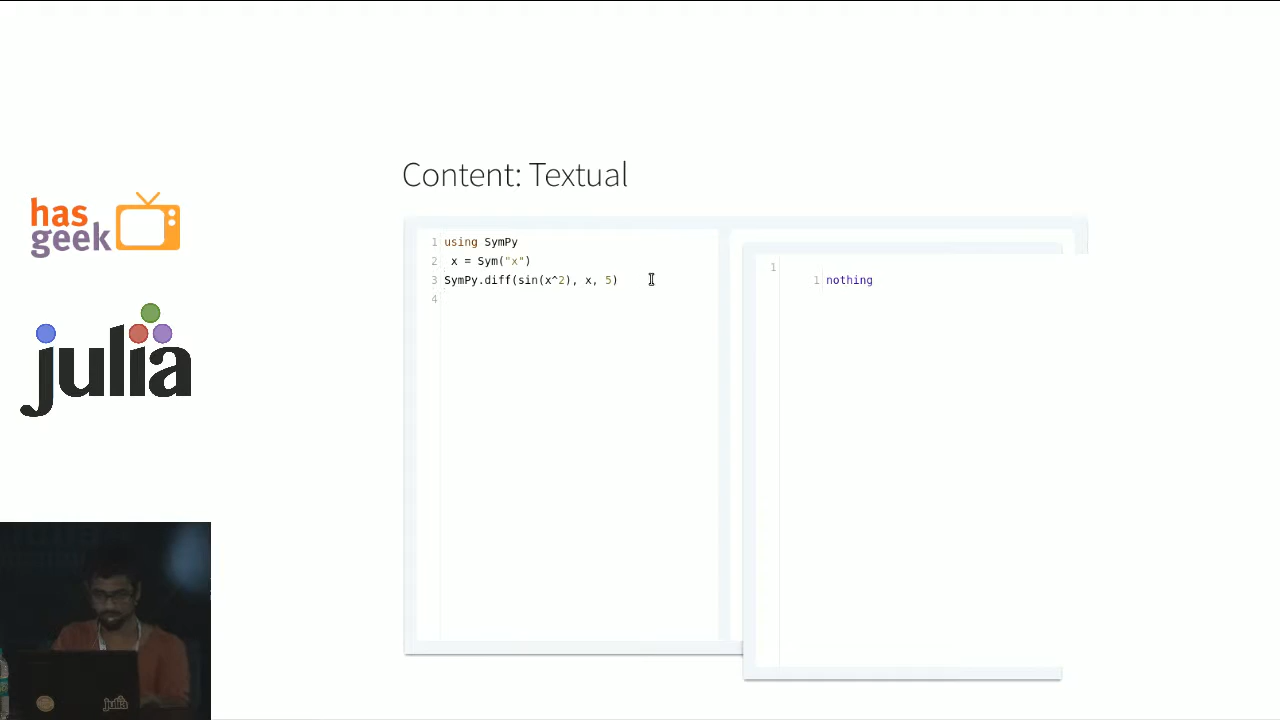 Content: Textual
has
geek
julia
1 using SymPy
2 x = Sym("x")
3 SymPy.diff(sin(x^2), x, 5)
4
1
1 nothing
julia